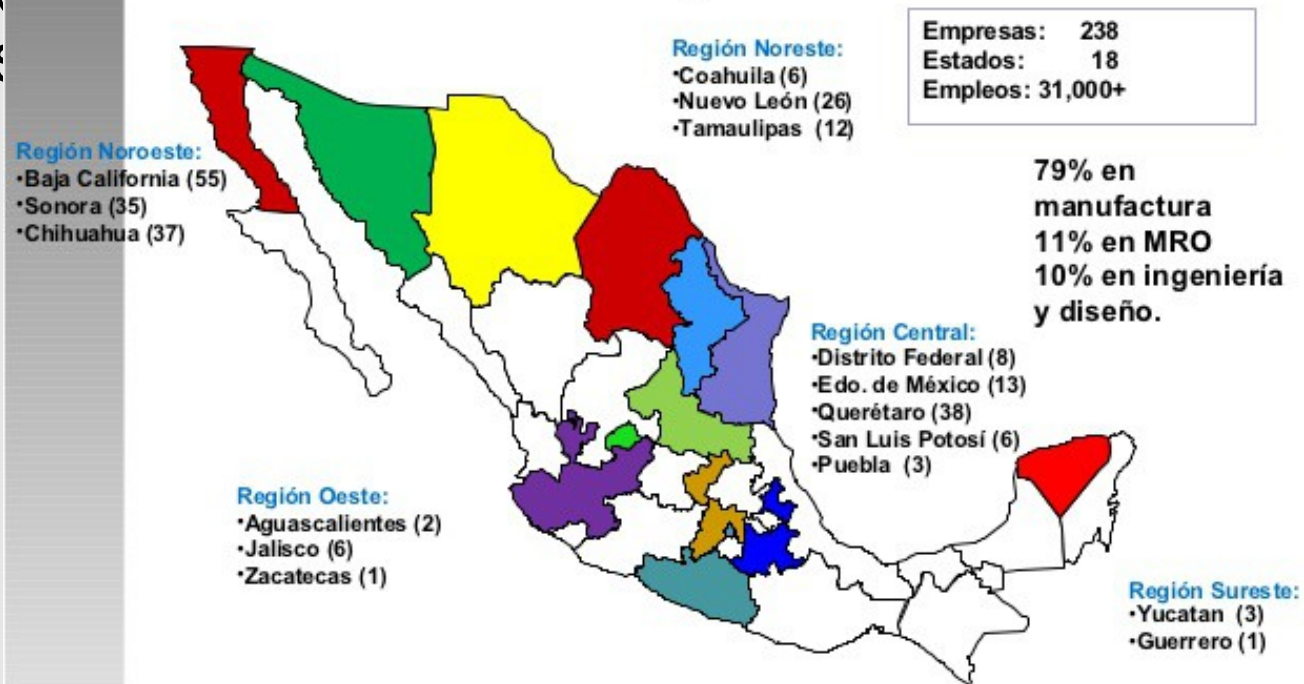 Región Noreste:
•Coahuila (6)
•Nuevo León (26)
•Tamaulipas (12)
Empresas: 238
Estados: 18
Empleos: 31,000+
Región Noroeste:
•Baja California (55)
•Sonora (35)
•Chihuahua (37)
79% en
manufactura
11% en MRO
10% en ingeniería
y diseño.
Región Central:
•Distrito Federal (8)
•Edo. de México (13)
•Querétaro (38)
•San Luis Potosí (6)
•Puebla (3)
Región Oeste:
•Aguascalientes (2)
•Jalisco (6)
•Zacatecas (1)
Región Sureste:
•Yucatan (3)
•Guerrero (1)